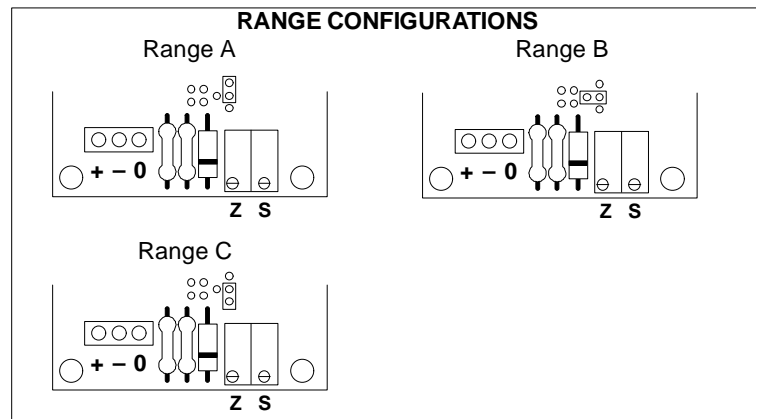 RANGE CONFIGURATIONS
Range A
+ – 0
Z S
Range B
+ – 0
Z S
Range C
+ – 0
Z S